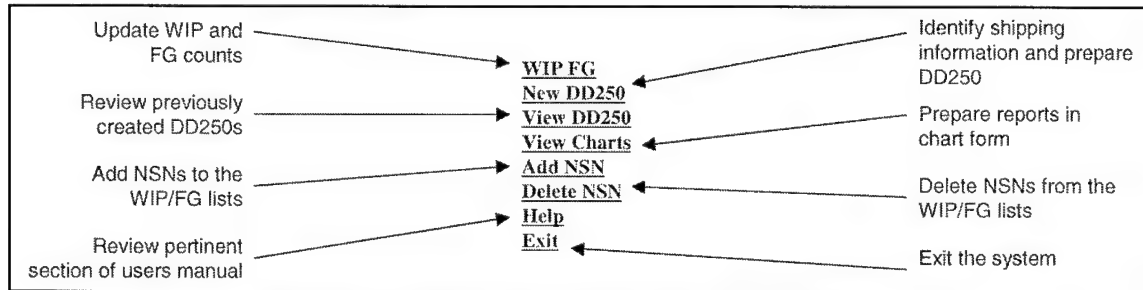 Update WIP and
FG counts
Review previously
created DD250s
Add NSNs to the
WIP/FG lists
Review pertinent
section of users manual
WIP FG
New DD250
View DD250
View Charts
Add NSN
Delete NSN
Help
Exit
Identify shipping
information and prepare
DD250
Prepare reports in
chart form
Delete NSNs from the
WIP/FG lists
Exit the system